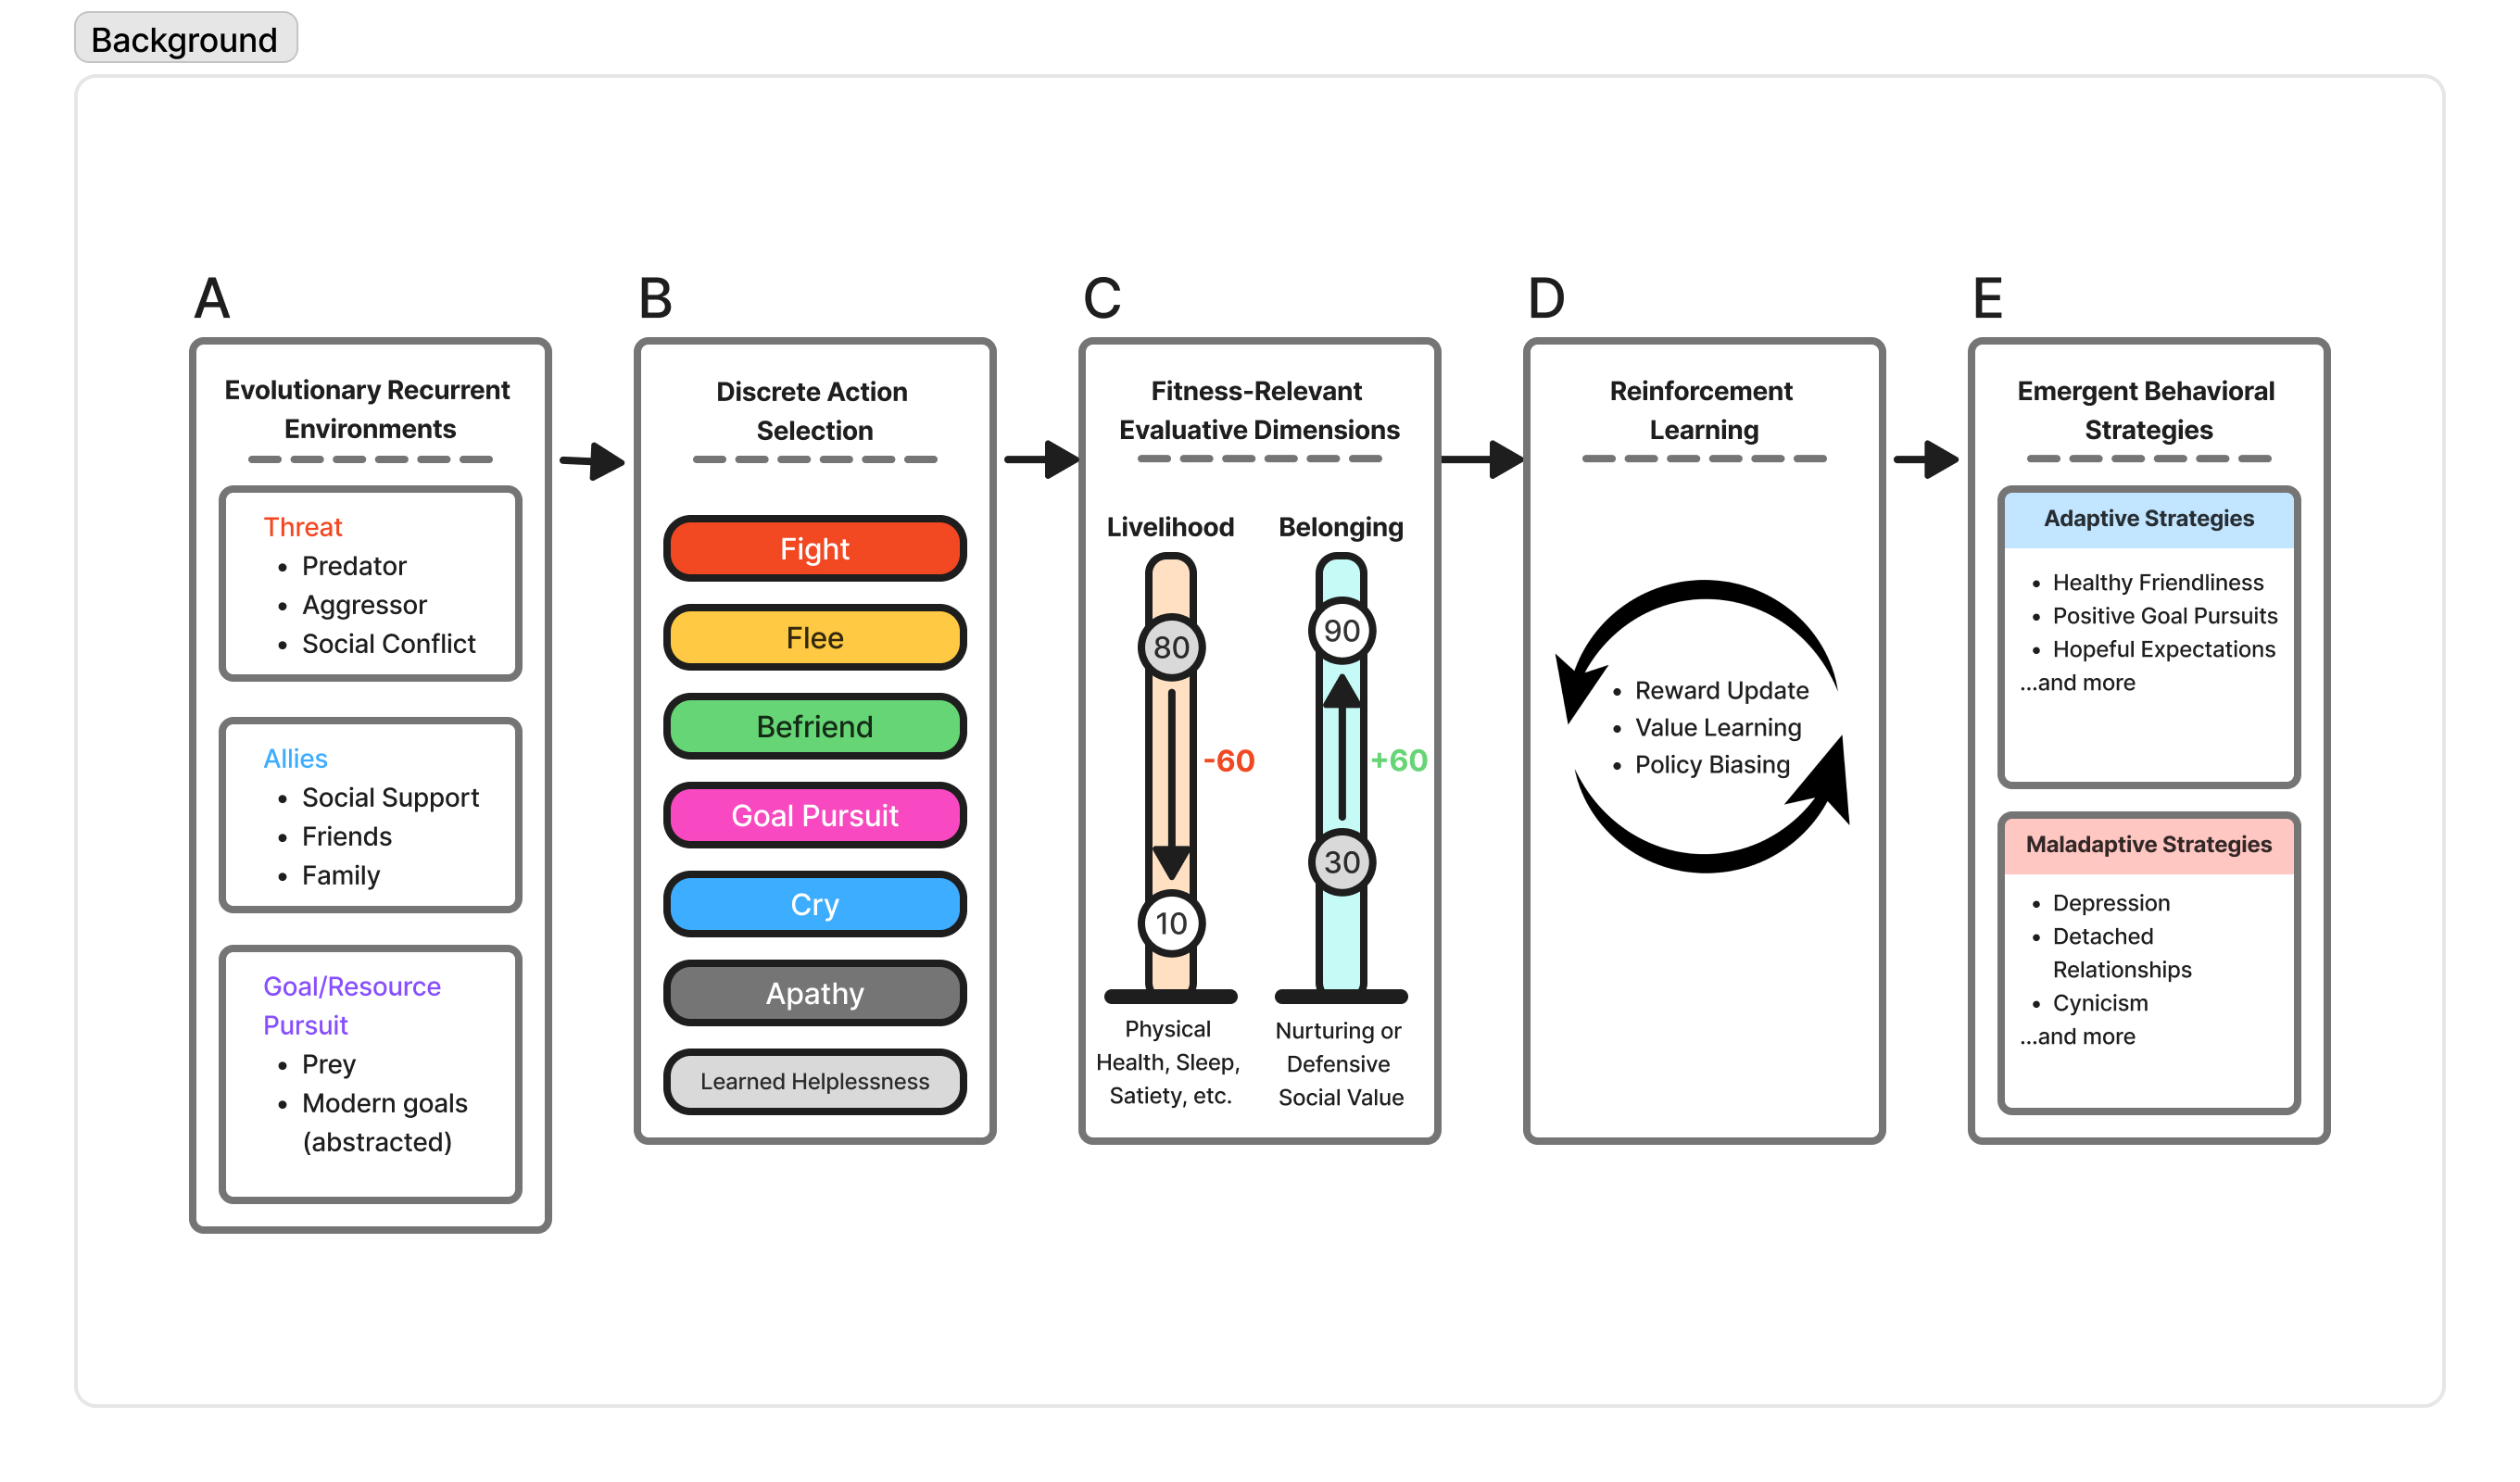 Background
A
Evolutionary Recurrent
Environments
Threat
• Predator
• Aggressor
• Social Conflict
Allies
• Social Support
• Friends
• Family
Goal/Resource
Pursuit
• Prey
• Modern goals
(abstracted)
B
Discrete Action
Selection
Fight
Flee
Befriend
Goal Pursuit
Cry
Apathy
Learned Helplessness
C
Fitness-Relevant
Evaluative Dimensions
Livelihood
80
-60
10
Physical
Health, Sleep,
Satiety, etc.
Belonging
90
+60
30
Nurturing or
Defensive
Social Value
D
Reinforcement
Learning
• Reward Update
• Value Learning
• Policy Biasing
E
Emergent Behavioral
Strategies
Adaptive Strategies
• Healthy Friendliness
• Positive Goal Pursuits
• Hopeful Expectations
...and more
Maladaptive Strategies
• Depression
• Detached
Relationships
• Cynicism
...and more